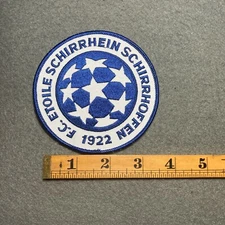 F.C. ETOILE SCHIRRHEIN SCHIRRHOFFEN
1922
1 2 3 4 5